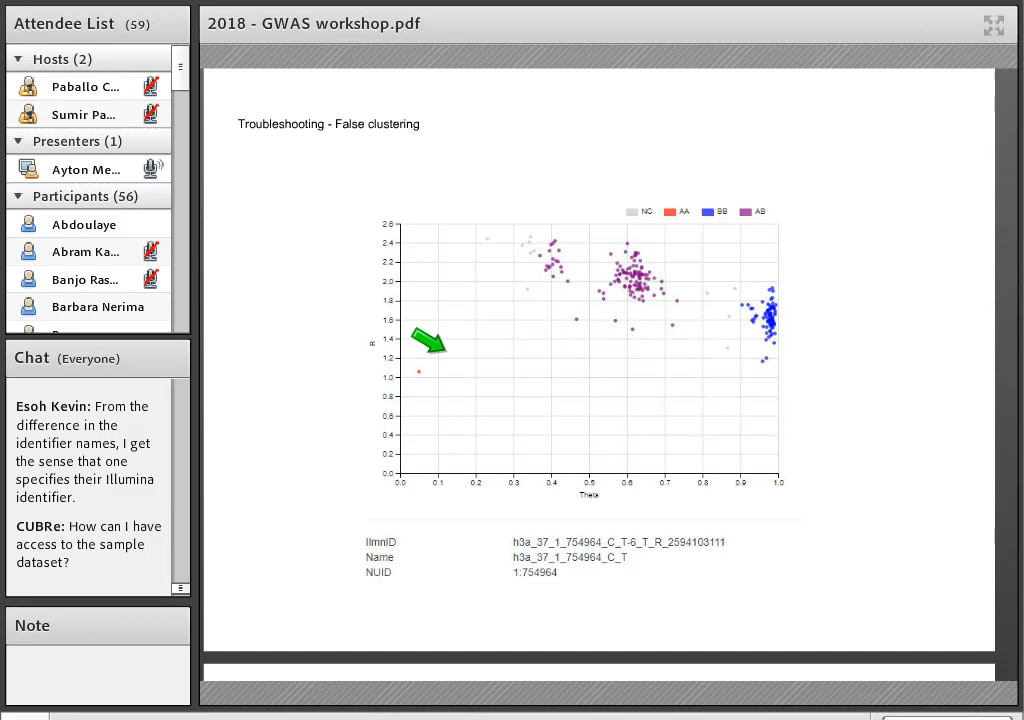 Attendee List (59)
Hosts (2)
Paballo C...
Sumir Pa...
Presenters (1)
Ayton Me...
Participants (56)
Abdoulaye
Abram Ka...
Banjo Ras...
Barbara Nerima
Chat (Everyone)
Esoh Kevin: From the
difference in the
identifier names, I get
the sense that one
specifies their Illumina
identifier.
CUBRe: How can I have
access to the sample
dataset?
Note
2018 - GWAS workshop.pdf
Troubleshooting - False clustering
NC AA BB AB
2.6
2.4
2.2
2.0
1.8
1.6
1.4
1.2
1.0
0.8
0.6
0.4
0.2
0.0
R
0.0 0.1 0.2 0.3 0.4 0.5 0.6 0.7 0.8 0.9 1.0
Theta
IlmnID h3a_37_1_754964_C_T-6_T_R_2594103111
Name h3a_37_1_754964_C_T
NUID 1:754964